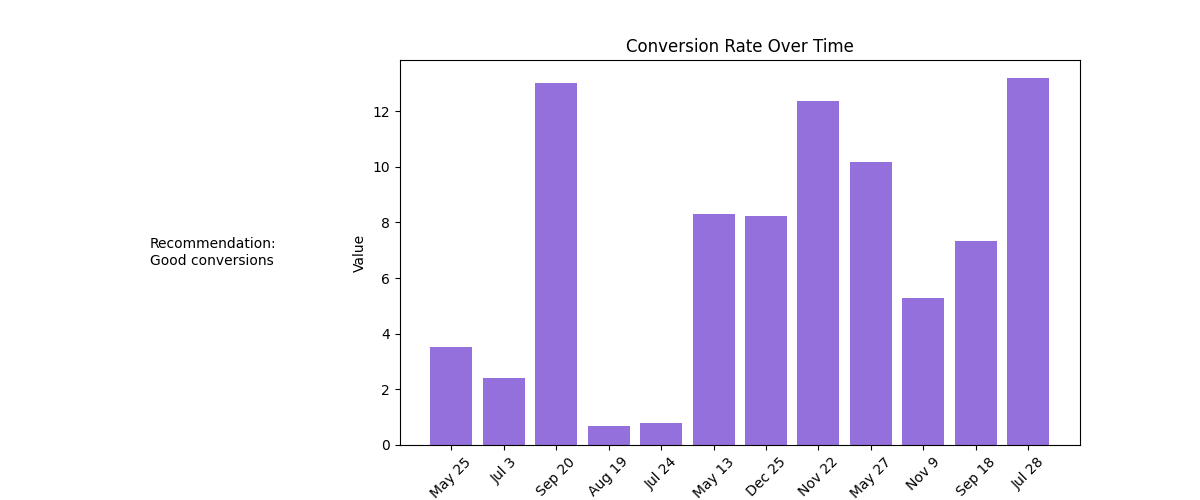 Conversion Rate Over Time
Recommendation:
Good conversions
Value
12
10
8
6
4
2
0
May 25
Jul 3
Sep 20
Aug 19
Jul 24
May 13
Dec 25
Nov 22
May 27
Nov 9
Sep 18
Jul 28